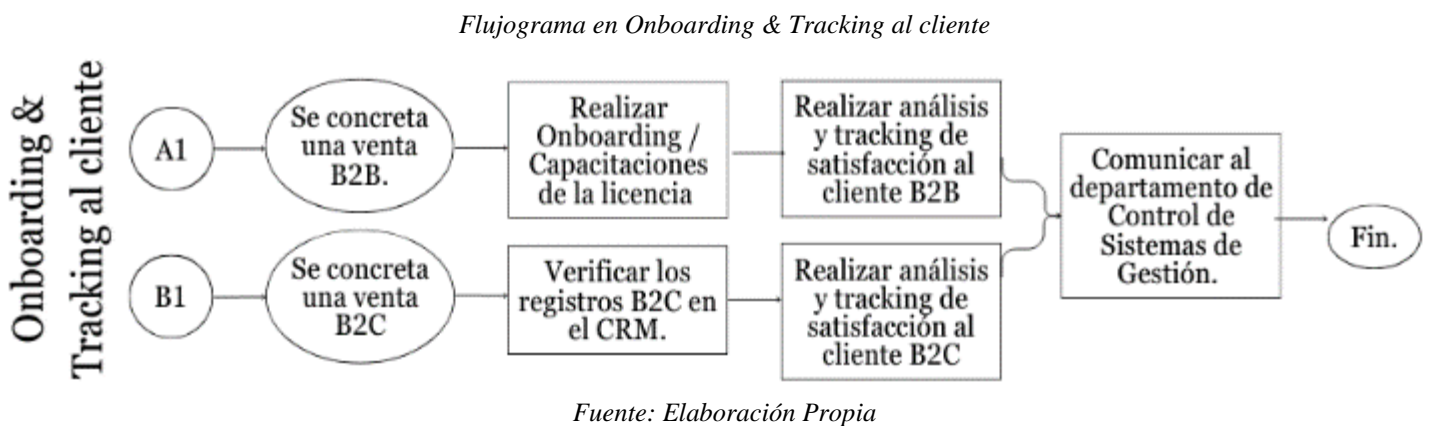 Flujograma en Onboarding & Tracking al cliente
Onboarding &
Tracking al cliente
A1
Se concreta
una venta
B2B.
Realizar
Onboarding /
Capacitaciones
de la licencia
Realizar análisis
y tracking de
satisfacción al
cliente B2B
B1
Se concreta
una venta
B2C
Verificar los
registros B2C en
el CRM.
Realizar análisis
y tracking de
satisfacción al
cliente B2C
Comunicar al
departamento de
Control de
Sistemas de
Gestión.
Fin.
Fuente: Elaboración Propia